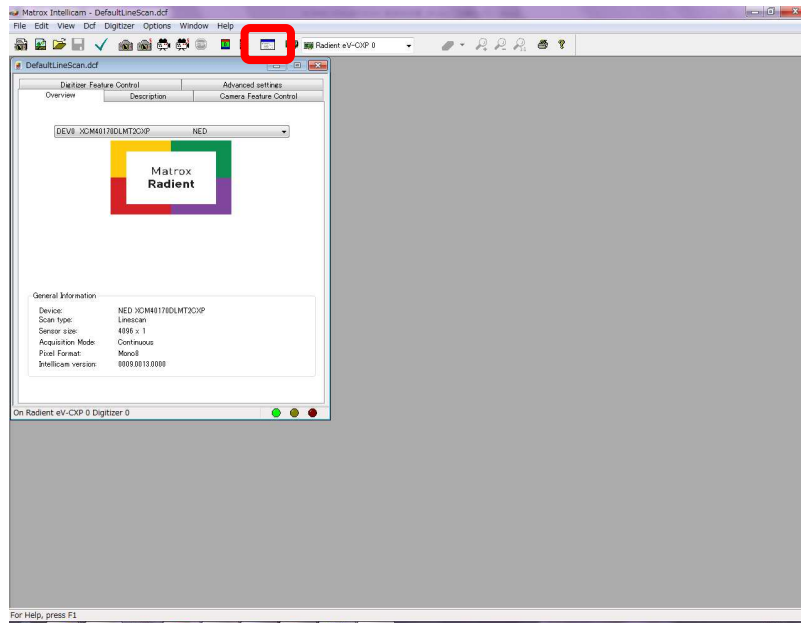 Matrox Intellicam - DefaultLineScan.dcf
File Edit View Dcf Digitizer Options Window Help
Radient eV-CXP 0
DefaultLineScan.dcf
Digitizer Feature Control Advanced settings
Overview Description Camera Feature Control
DEV0 XCM40170DLMT2CXP NED
Matrox
Radient
General Information
Device: NED XCM40170DLMT2CXP
Scan type: Linescan
Sensor size: 4096 x 1
Acquisition Mode: Continuous
Pixel Format: Mono8
Intellicam version: 0009.0013.0000
On Radient eV-CXP 0 Digitizer 0
For Help, press F1